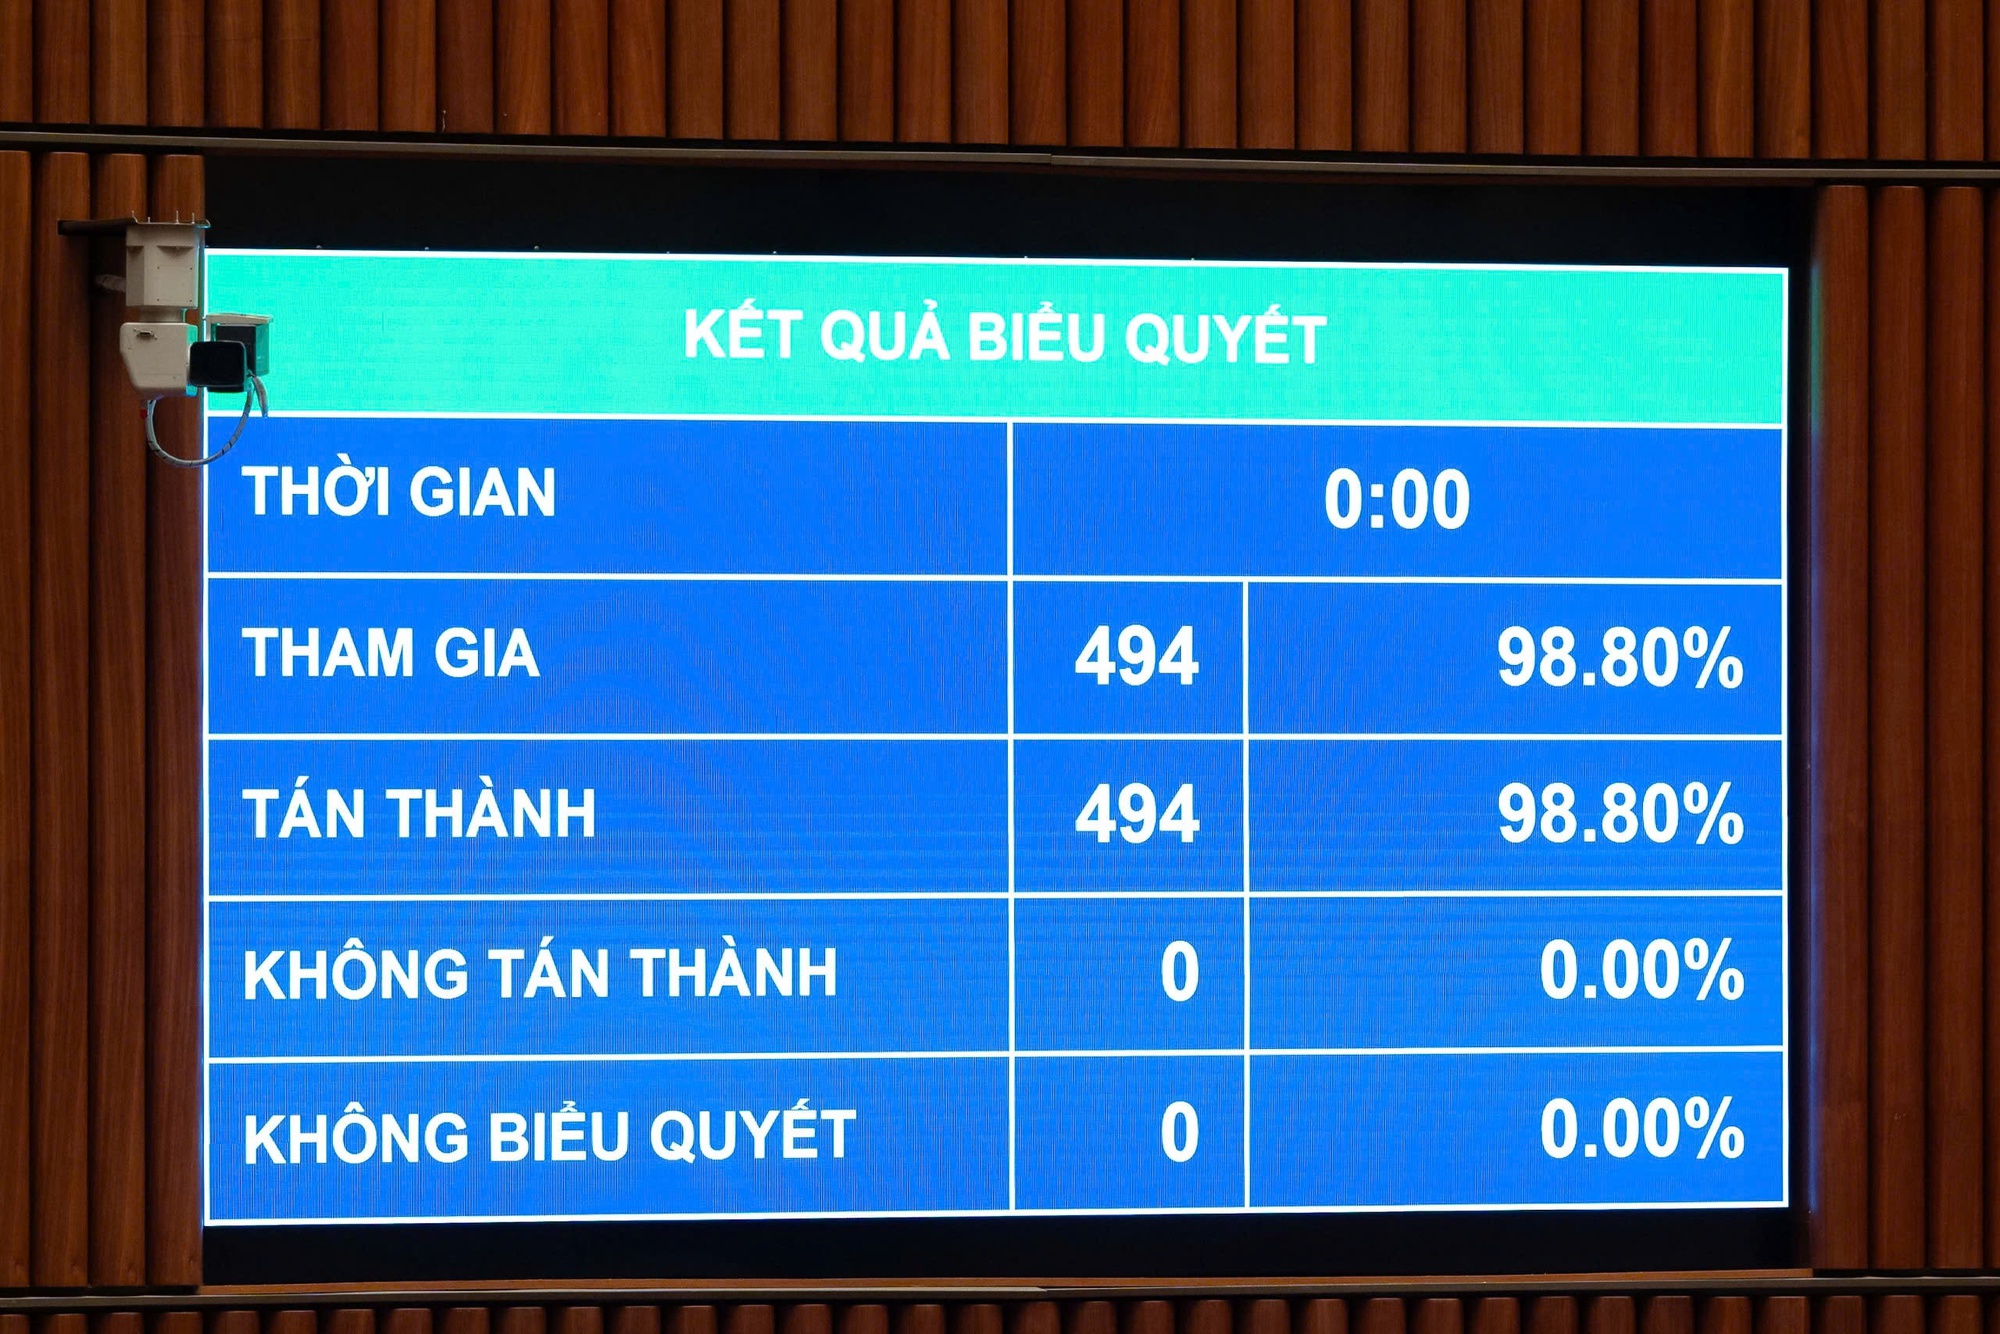 KẾT QUẢ BIỂU QUYẾT
THỜI GIAN 0:00
THAM GIA 494 98.80%
TÁN THÀNH 494 98.80%
KHÔNG TÁN THÀNH 0 0.00%
KHÔNG BIỂU QUYẾT 0 0.00%